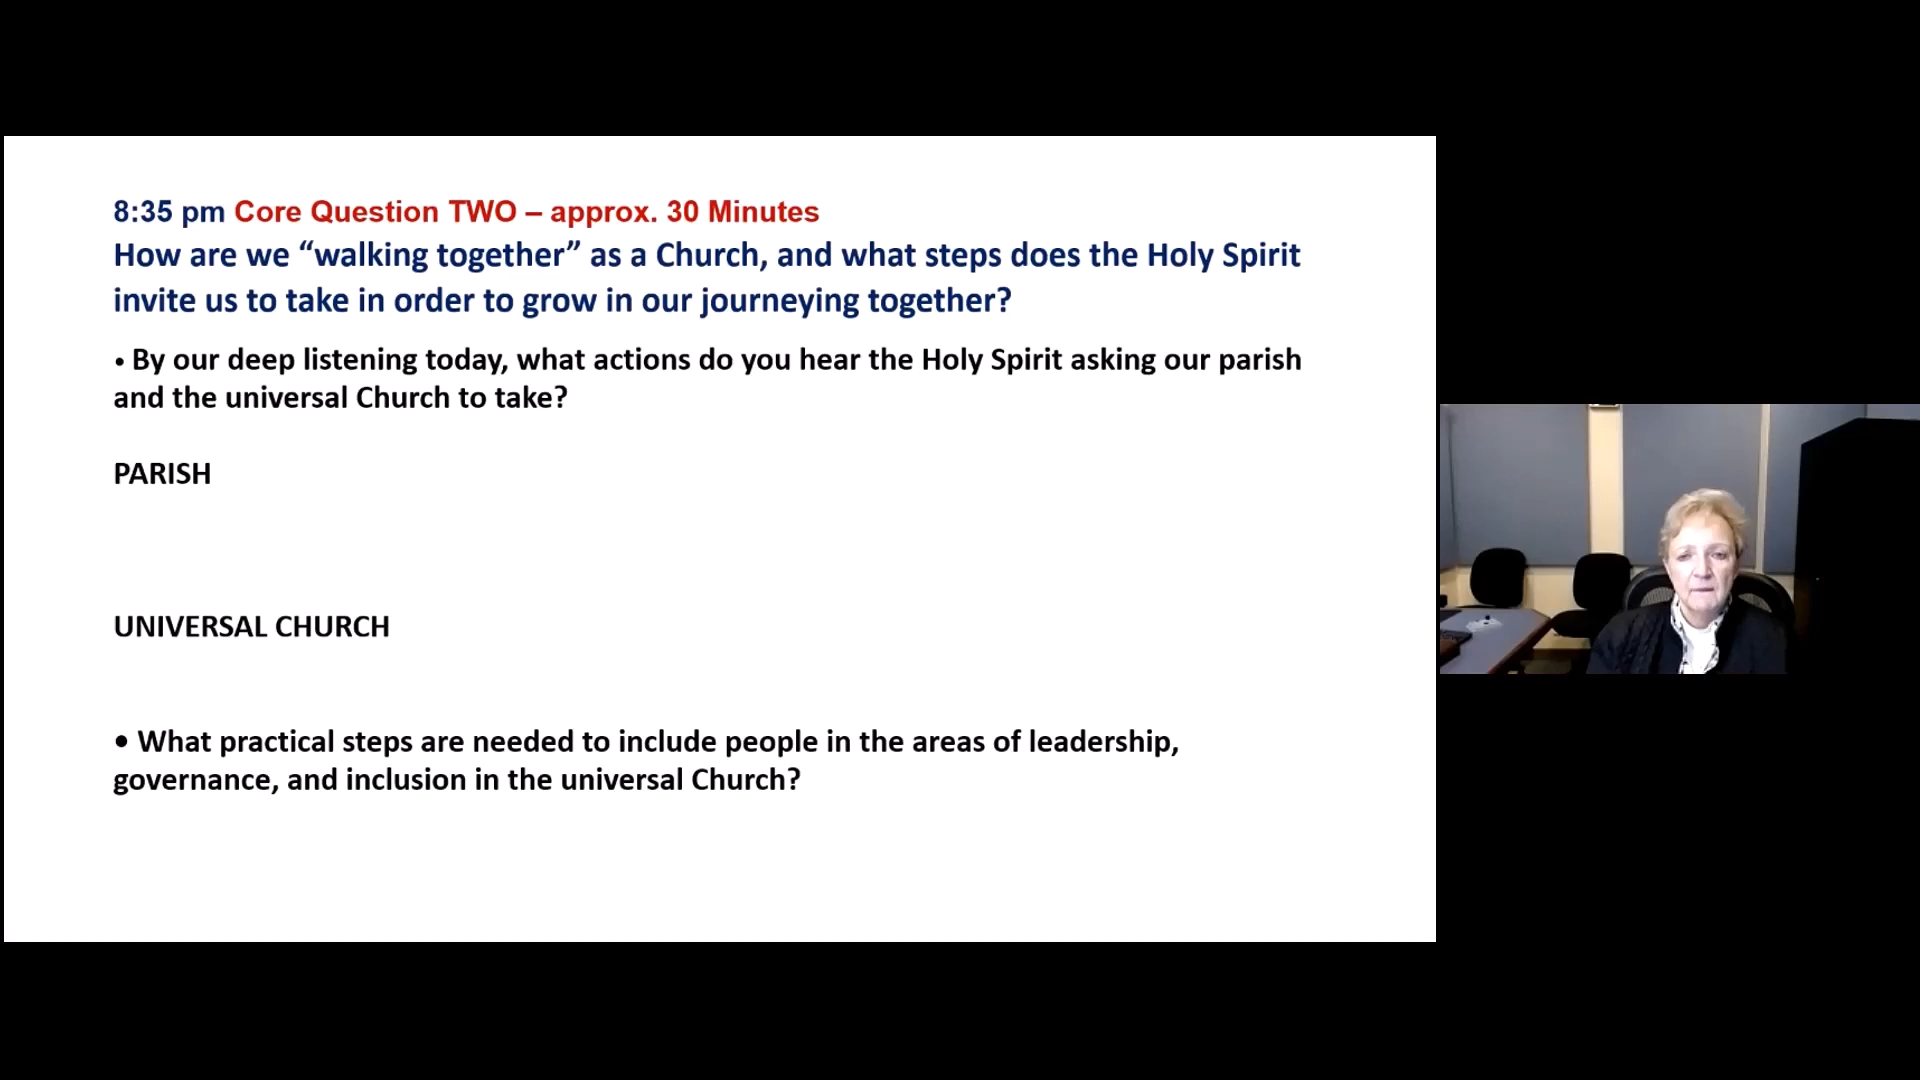 8:35 pm Core Question TWO – approx. 30 Minutes
How are we “walking together” as a Church, and what steps does the Holy Spirit
invite us to take in order to grow in our journeying together?
• By our deep listening today, what actions do you hear the Holy Spirit asking our parish
and the universal Church to take?
PARISH
UNIVERSAL CHURCH
• What practical steps are needed to include people in the areas of leadership,
governance, and inclusion in the universal Church?